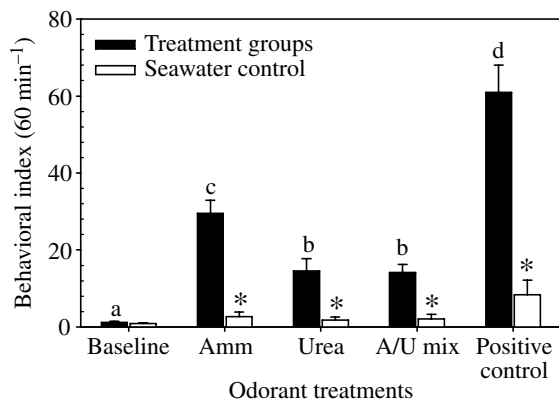 80
60
40
20
0
Behavioral index (60 min⁻¹)
Treatment groups
Seawater control
a
c
*
b
*
b
*
d
*
Baseline
Amm
Urea
A/U mix
Positive
control
Odorant treatments